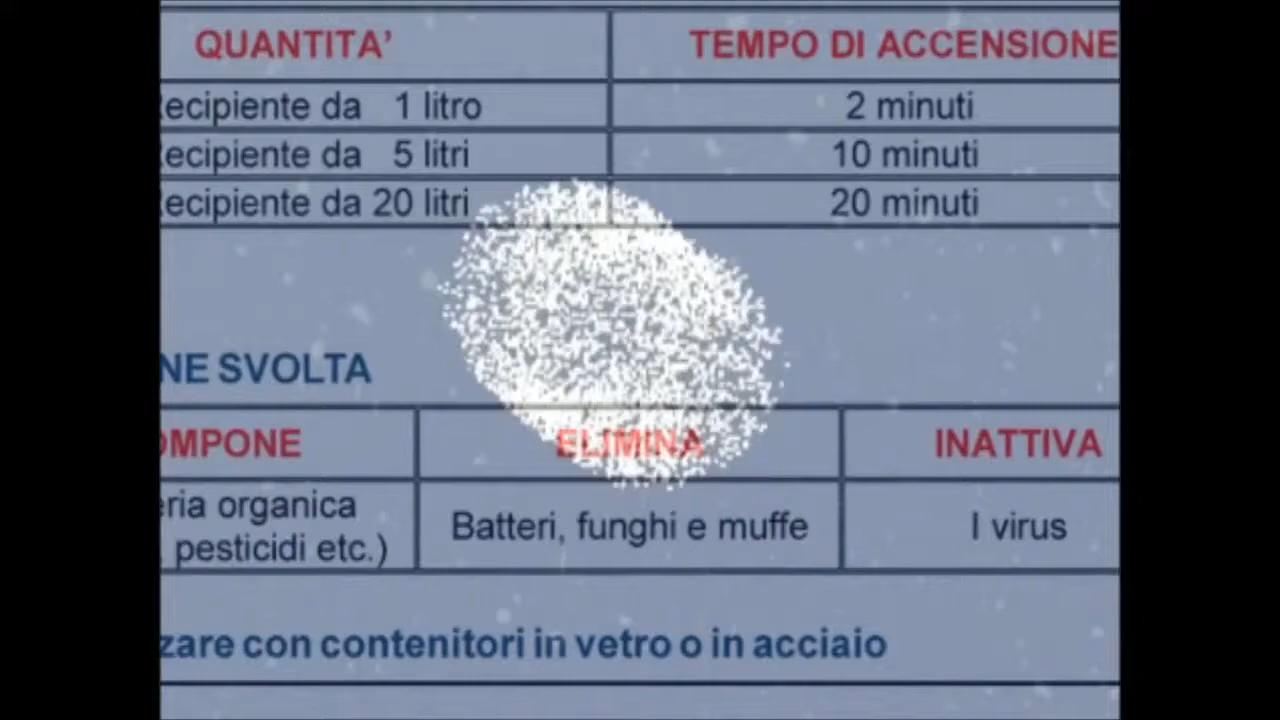 QUANTITA' TEMPO DI ACCENSIONE
ecipiente da 1 litro 2 minuti
ecipiente da 5 litri 10 minuti
ecipiente da 20 litri 20 minuti
NE SVOLTA
OMPONE ELIMINA INATTIVA
eria organica
pesticidi etc.) Batteri, funghi e muffe I virus
zare con contenitori in vetro o in acciaio